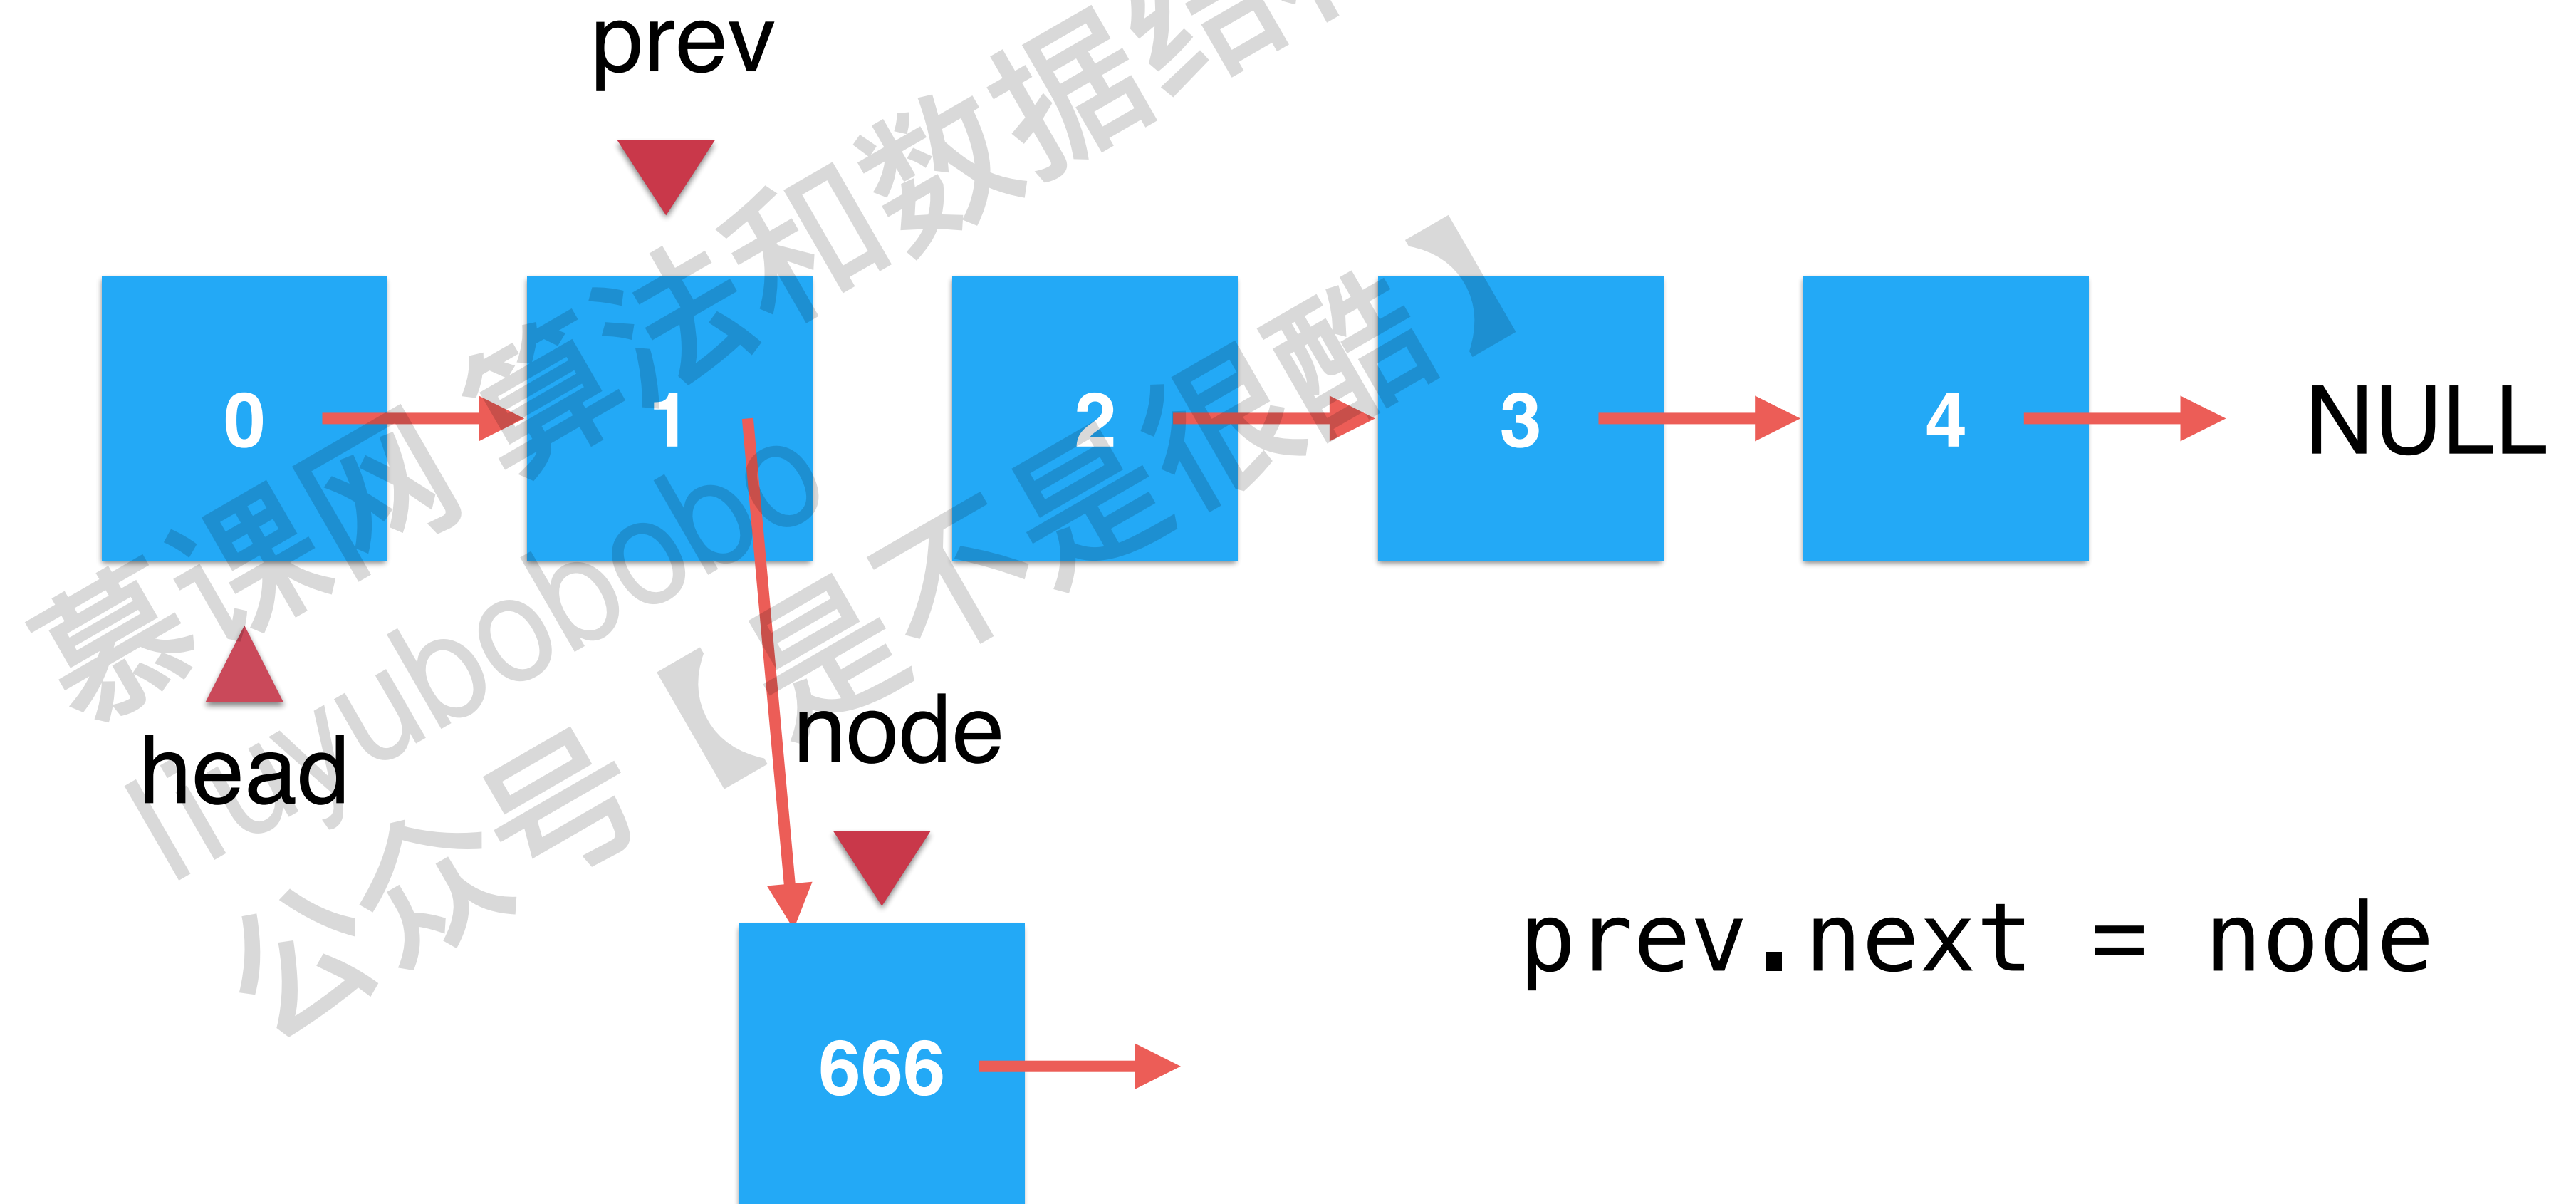 prev
0 1 2 3 4 NULL
head
node
prev.next = node
666
慕课网 算法和数据结
liuyubobobo
公众号【是不是很酷】